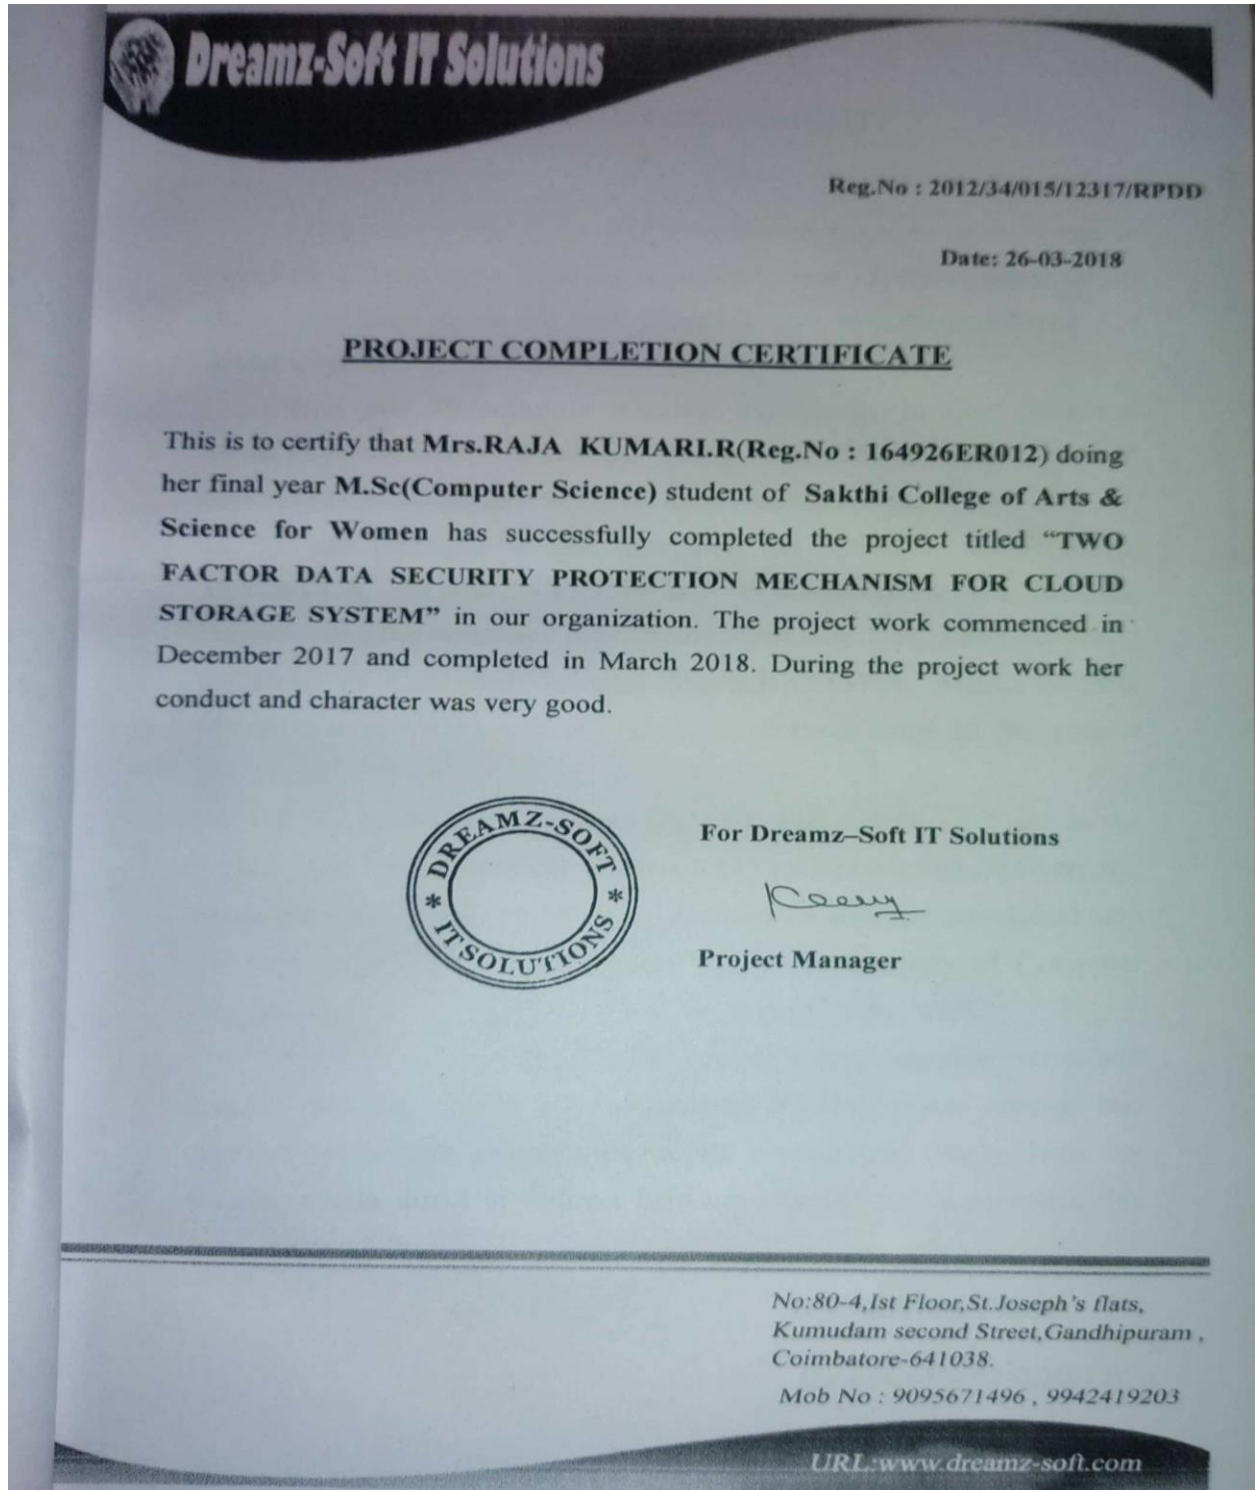 Dreamz-Soft IT Solutions
Reg.No : 2012/34/015/12317/RPDD
Date: 26-03-2018
PROJECT COMPLETION CERTIFICATE
This is to certify that Mrs.RAJA KUMARI.R(Reg.No : 164926ER012) doing
her final year M.Sc(Computer Science) student of Sakthi College of Arts &
Science for Women has successfully completed the project titled “TWO
FACTOR DATA SECURITY PROTECTION MECHANISM FOR CLOUD
STORAGE SYSTEM” in our organization. The project work commenced in
December 2017 and completed in March 2018. During the project work her
conduct and character was very good.
DREAMZ-SOFT
* IT SOLUTIONS *
For Dreamz–Soft IT Solutions
Project Manager
No:80-4,Ist Floor,St.Joseph's flats,
Kumudam second Street,Gandhipuram ,
Coimbatore-641038.
Mob No : 9095671496 , 9942419203
URL:www.dreamz-soft.com